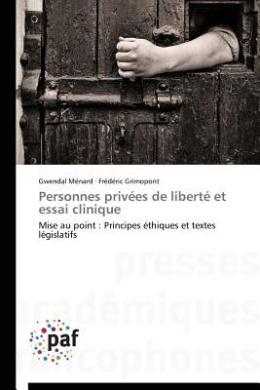 Gwendal Ménard · Frédéric Grimopont
Personnes privées de liberté et
essai clinique
Mise au point : Principes éthiques et textes
législatifs
presses
académiques
francophones
paf